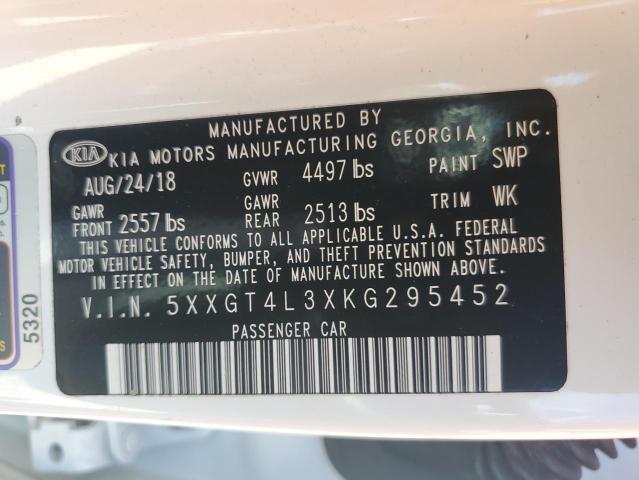 MANUFACTURED BY
KIA KIA MOTORS MANUFACTURING GEORGIA, INC.
AUG/24/18 GVWR 4497 lbs PAINT SWP
GAWR FRONT 2557 lbs GAWR REAR 2513 lbs TRIM WK
THIS VEHICLE CONFORMS TO ALL APPLICABLE U.S.A. FEDERAL
MOTOR VEHICLE SAFETY, BUMPER, AND THEFT PREVENTION STANDARDS
IN EFFECT ON THE DATE OF MANUFACTURE SHOWN ABOVE.
V.I.N. 5XXGT4L3XKG295452
PASSENGER CAR
5320